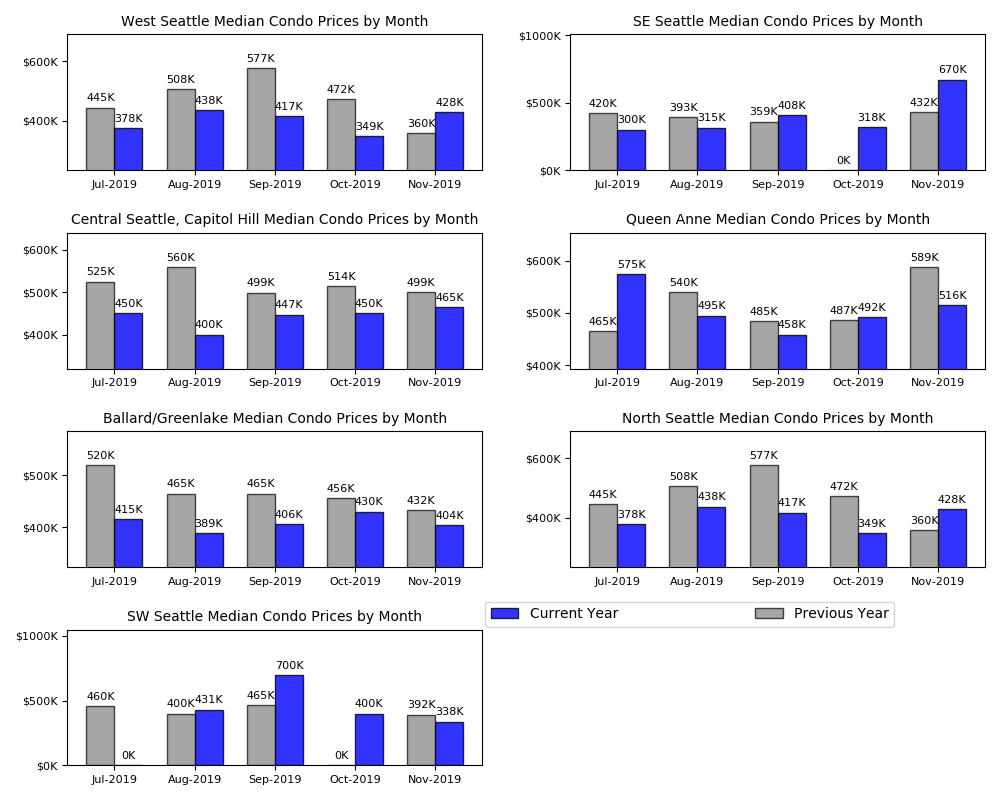 West Seattle Median Condo Prices by Month
$600K
$400K
445K 378K 508K 438K 577K 417K 472K 349K 360K 428K
Jul-2019 Aug-2019 Sep-2019 Oct-2019 Nov-2019
SE Seattle Median Condo Prices by Month
$1000K
$500K
$0K
420K 300K 393K 315K 359K 408K 0K 318K 432K 670K
Jul-2019 Aug-2019 Sep-2019 Oct-2019 Nov-2019
Central Seattle, Capitol Hill Median Condo Prices by Month
$600K
$500K
$400K
525K 450K 560K 400K 499K 447K 514K 450K 499K 465K
Jul-2019 Aug-2019 Sep-2019 Oct-2019 Nov-2019
Queen Anne Median Condo Prices by Month
$600K
$500K
$400K
465K 575K 540K 495K 485K 458K 487K 492K 589K 516K
Jul-2019 Aug-2019 Sep-2019 Oct-2019 Nov-2019
Ballard/Greenlake Median Condo Prices by Month
$500K
$400K
520K 415K 465K 389K 465K 406K 456K 430K 432K 404K
Jul-2019 Aug-2019 Sep-2019 Oct-2019 Nov-2019
North Seattle Median Condo Prices by Month
$600K
$400K
445K 378K 508K 438K 577K 417K 472K 349K 360K 428K
Jul-2019 Aug-2019 Sep-2019 Oct-2019 Nov-2019
SW Seattle Median Condo Prices by Month
$1000K
$500K
$0K
460K 0K 400K 431K 465K 700K 0K 400K 392K 338K
Jul-2019 Aug-2019 Sep-2019 Oct-2019 Nov-2019
Current Year Previous Year